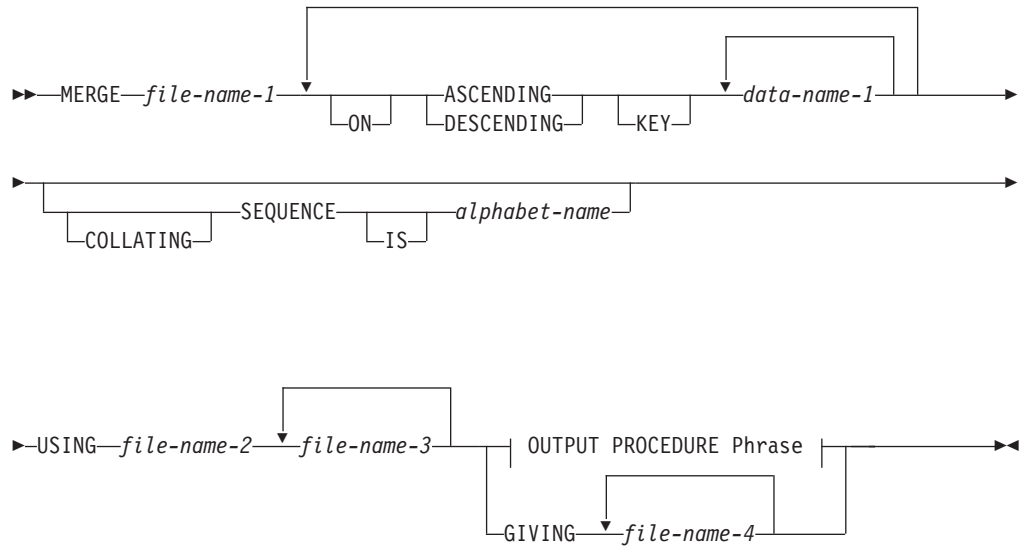 MERGE file-name-1 ASCENDING data-name-1
ON DESCENDING KEY
SEQUENCE alphabet-name
COLLATING IS
USING file-name-2 file-name-3 OUTPUT PROCEDURE Phrase
GIVING file-name-4